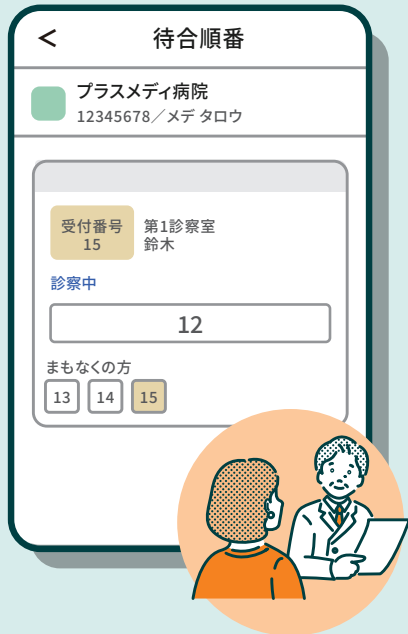 <
待合順番
プラスメディ病院
12345678／メデ タロウ
受付番号
15
第1診察室
鈴木
診察中
12
まもなくの方
13 14 15